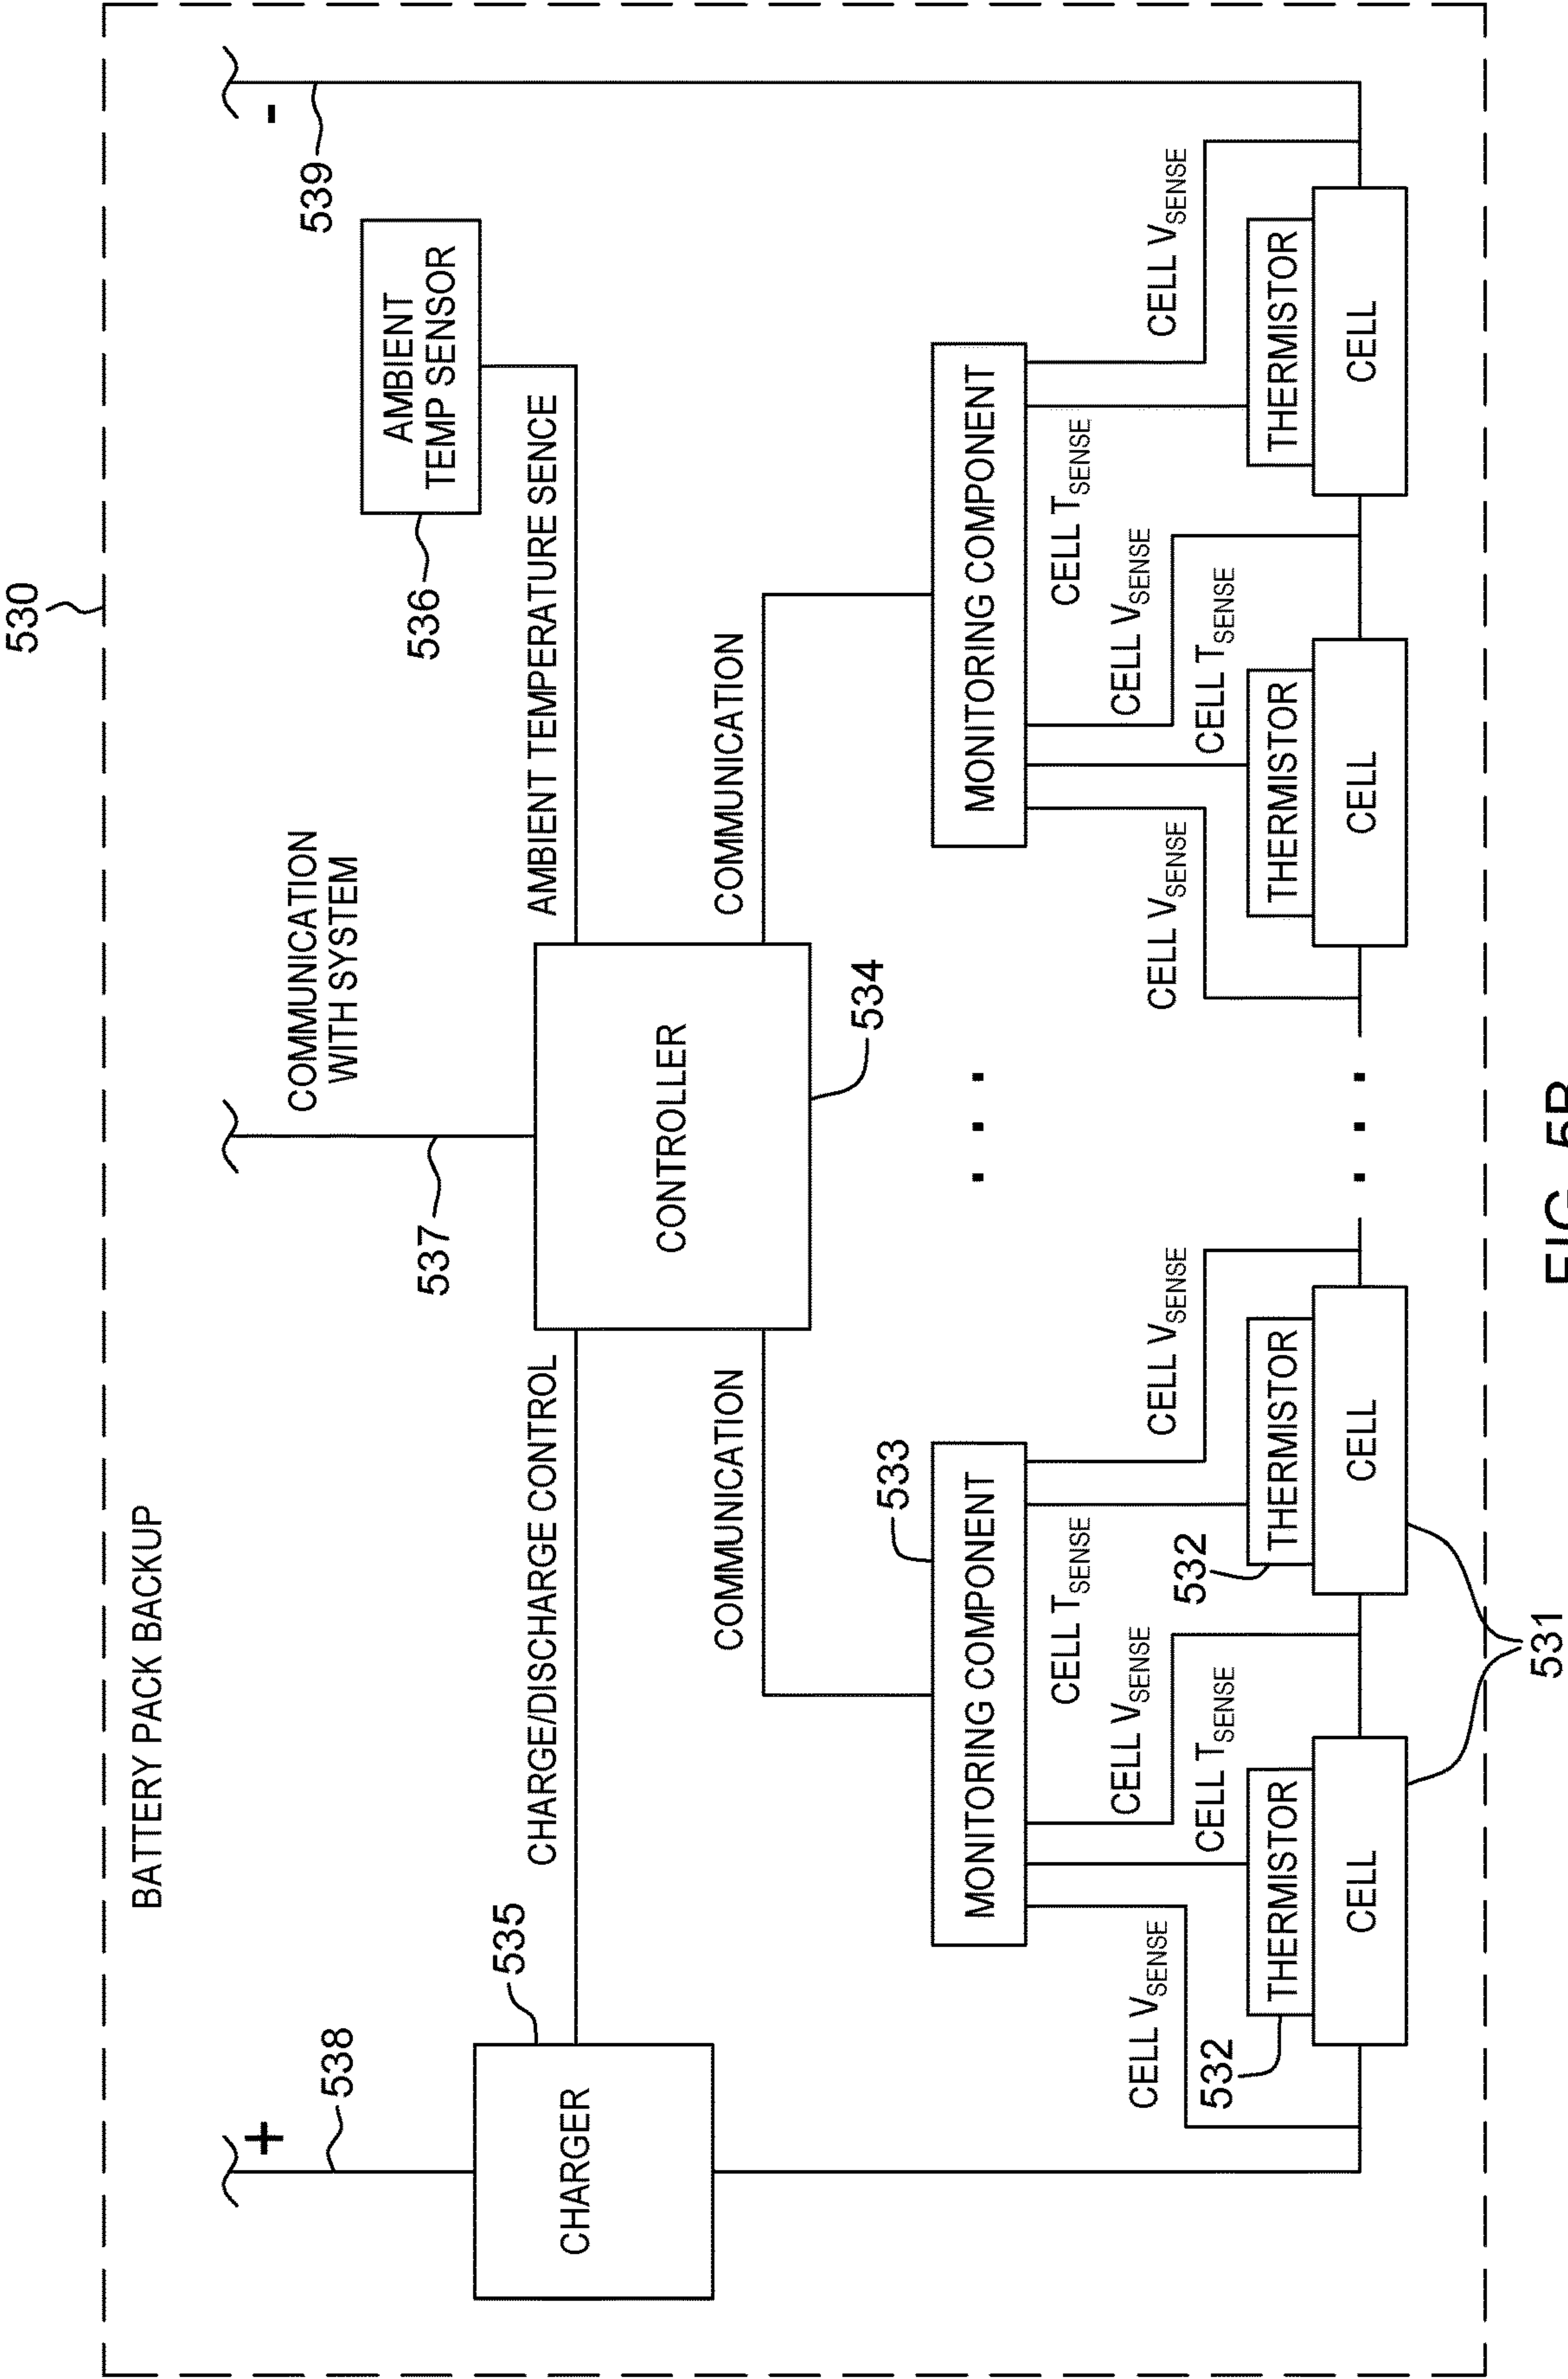 530
BATTERY PACK BACKUP
+
538
CHARGER
535
CHARGE/DISCHARGE CONTROL
COMMUNICATION
WITH SYSTEM
537
CONTROLLER
534
AMBIENT TEMPERATURE SENCE
AMBIENT
TEMP SENSOR
536
-
539
COMMUNICATION
COMMUNICATION
533
MONITORING COMPONENT
MONITORING COMPONENT
CELL VSENSE
CELL TSENSE
CELL VSENSE
CELL TSENSE
CELL VSENSE
CELL VSENSE
CELL TSENSE
CELL VSENSE
CELL TSENSE
CELL VSENSE
532
THERMISTOR
532
THERMISTOR
THERMISTOR
THERMISTOR
CELL
CELL
. . .
. . .
CELL
CELL
531
FIG. 5B